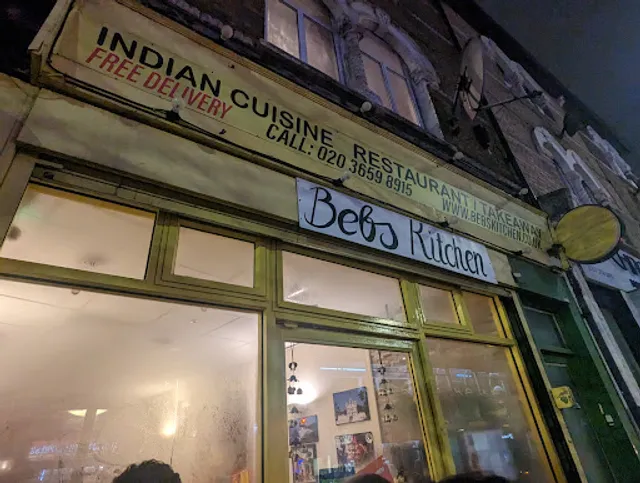 INDIAN CUISINE RESTAURANT / TAKEAWAY
FREE DELIVERY CALL: 020 3659 8915
WWW.BEBSKITCHEN.CO.UK
Bebs Kitchen